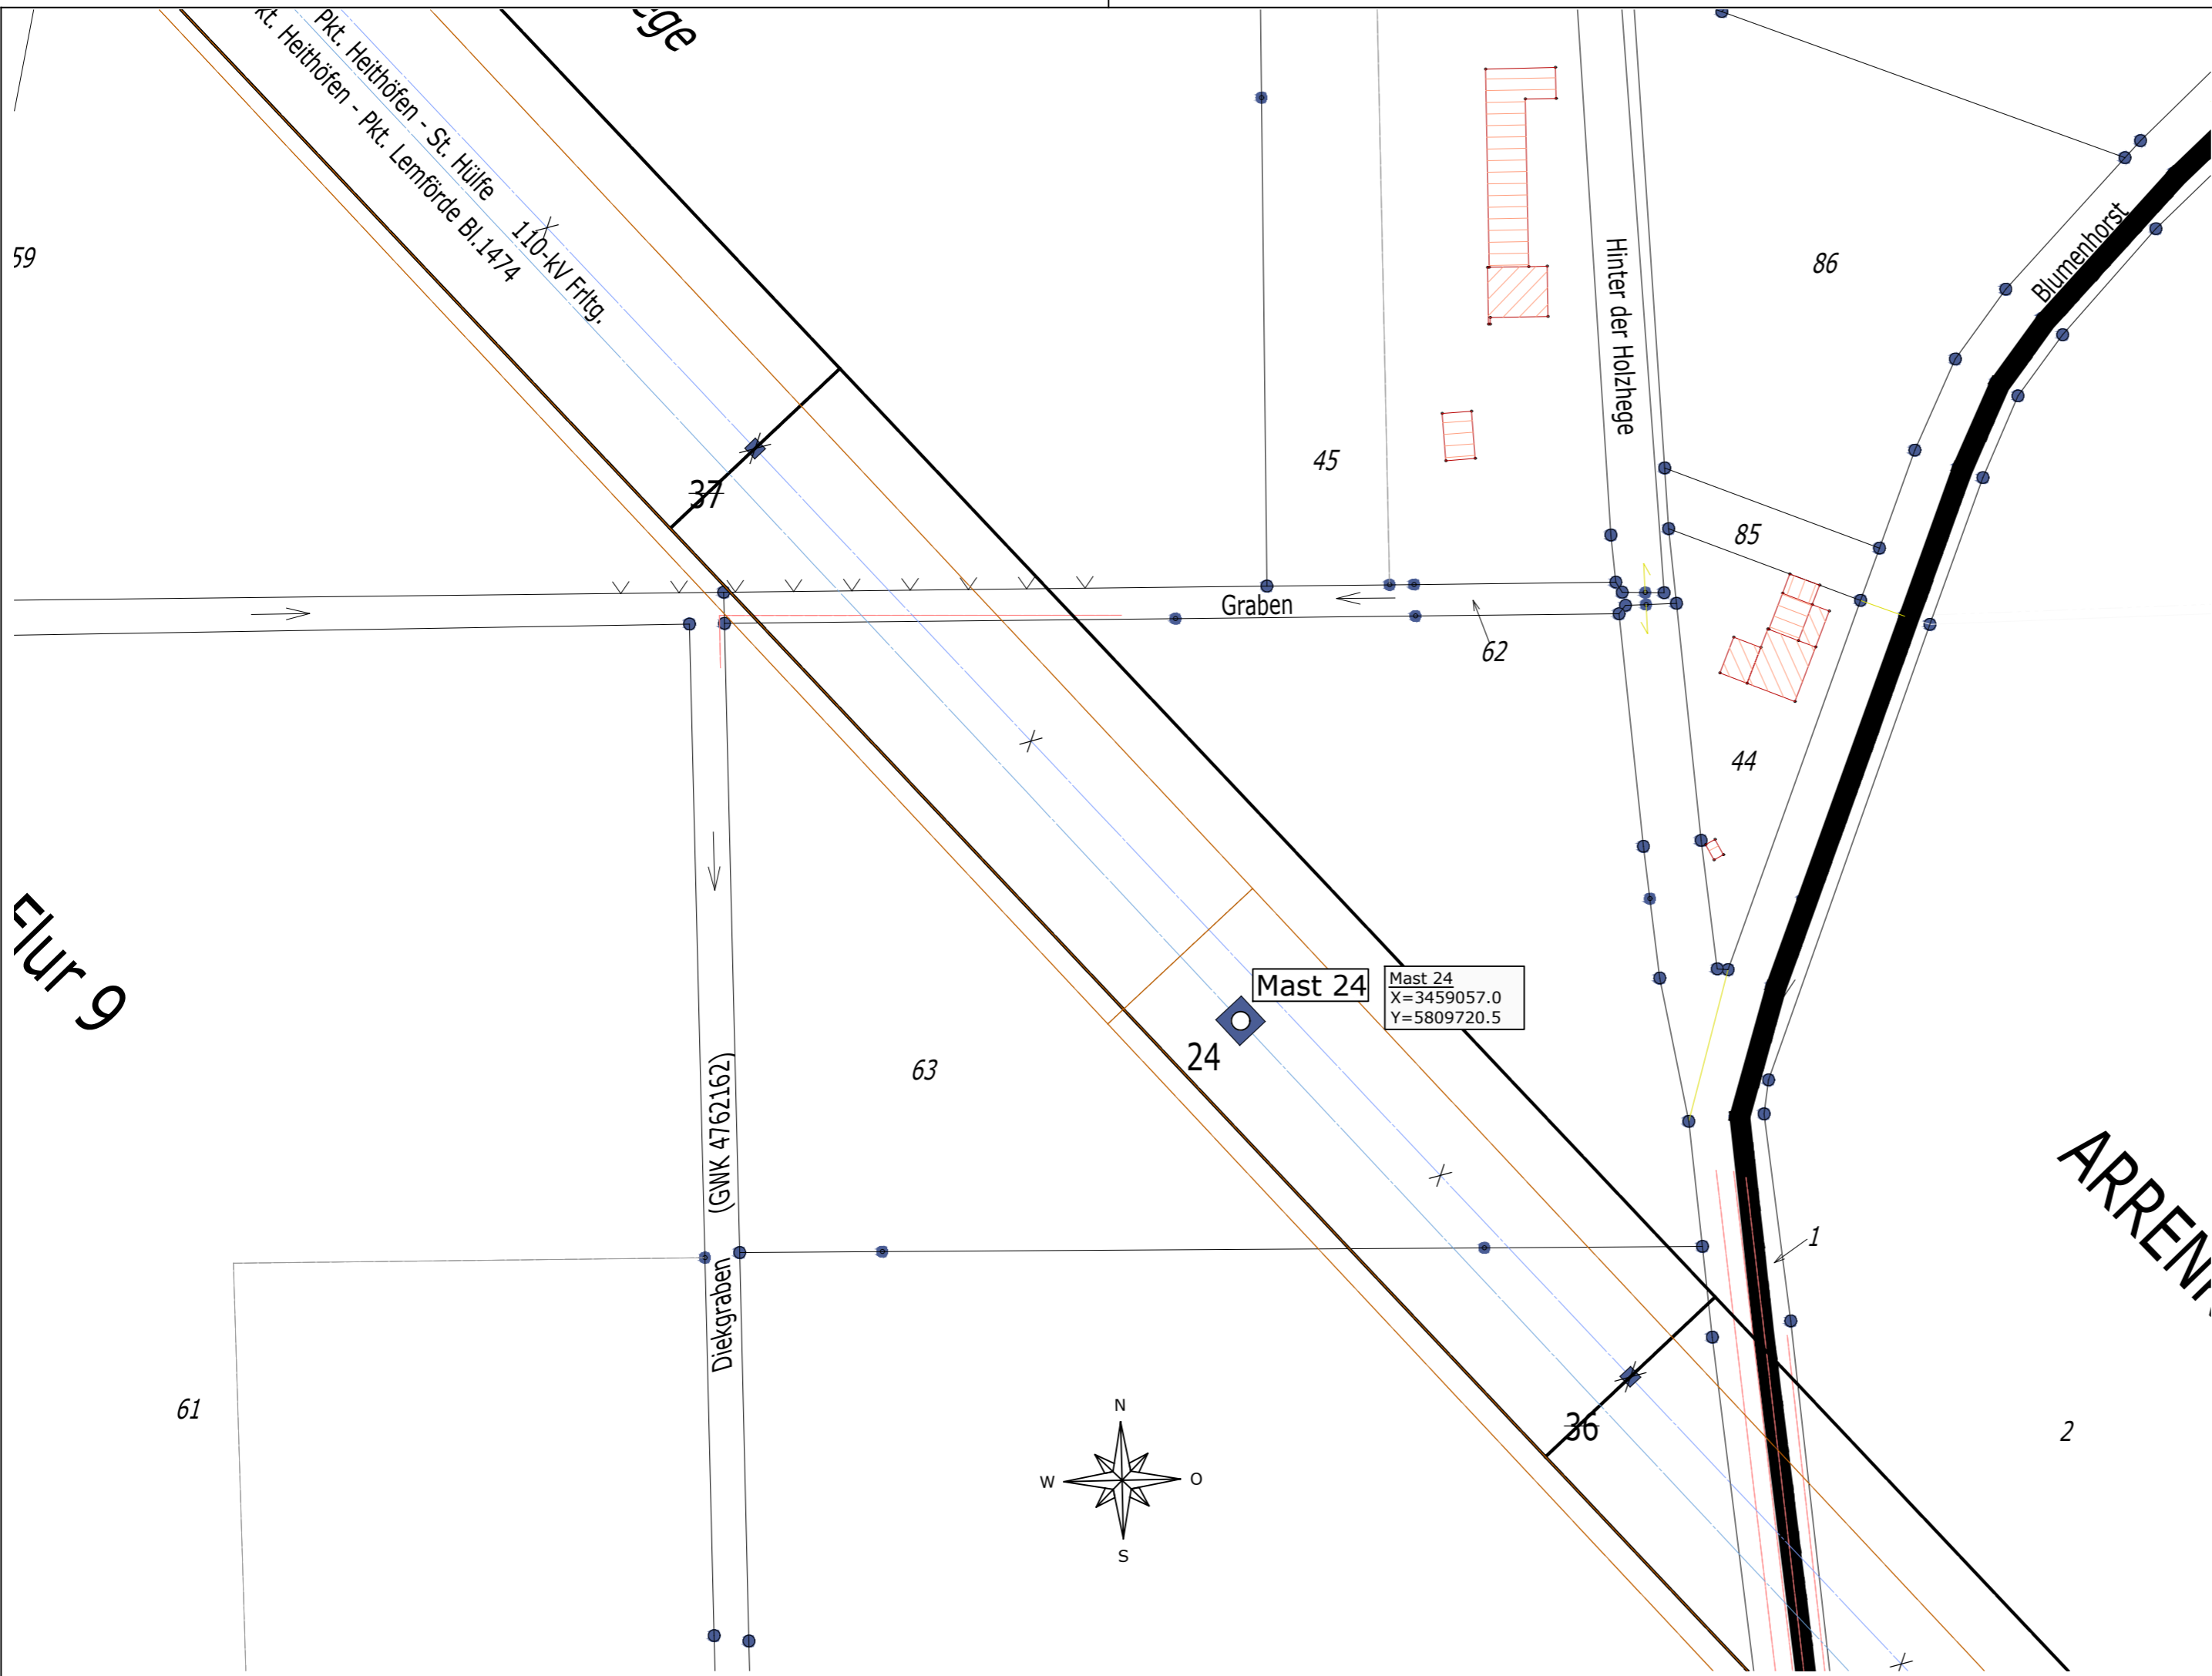 Pkt. Heithöfen - St. Hülfe
110-kV Frltg.
kt. Heithöfen - Pkt. Lemförde Bl.1474
59
37
45
Hinter der Holzhege
86
Blumenhorst
85
Graben
62
44
Flur 9
Mast 24
Mast 24
X=3459057.0
Y=5809720.5
24
63
(GWK 4762162)
Diekgraben
1
61
36
2
N
W
O
S